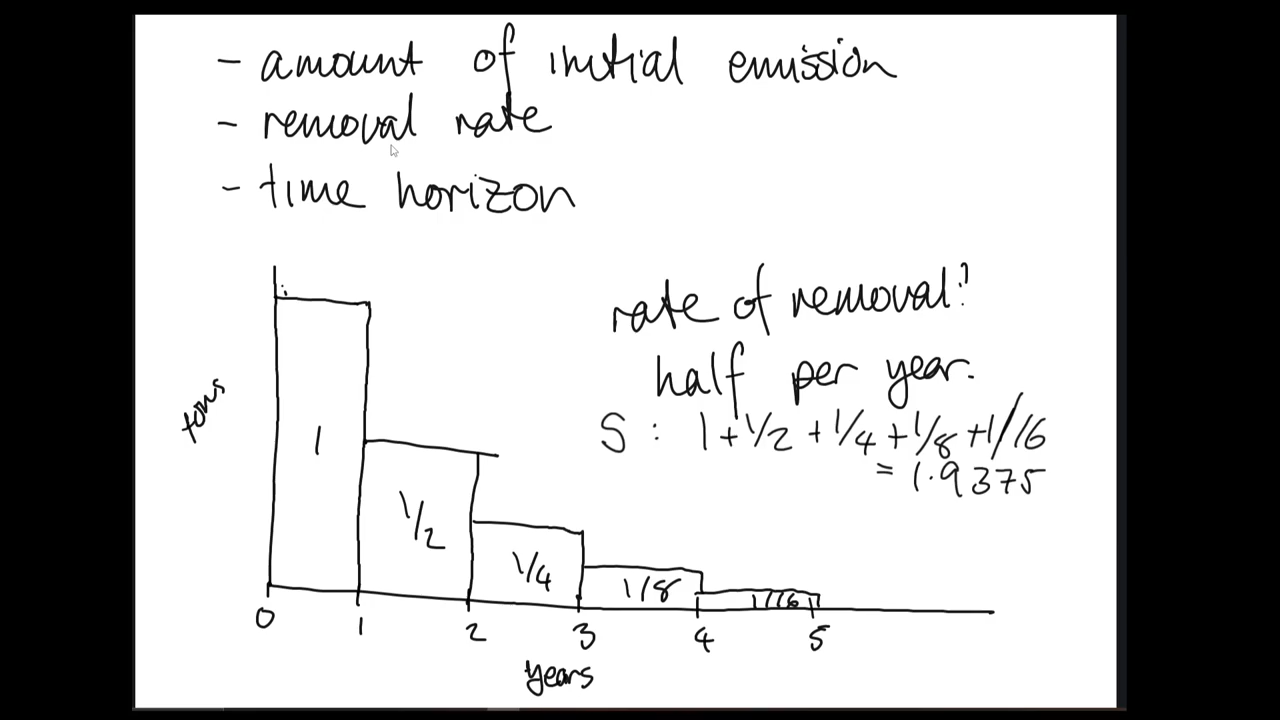 - amount of initial emission
- removal rate
- time horizon
rate of removal?
half per year.
S : 1 + 1/2 + 1/4 + 1/8 + 1/16
= 1.9375
tons
1
1/2
1/4
1/8
1/16
0 1 2 3 4 5
years